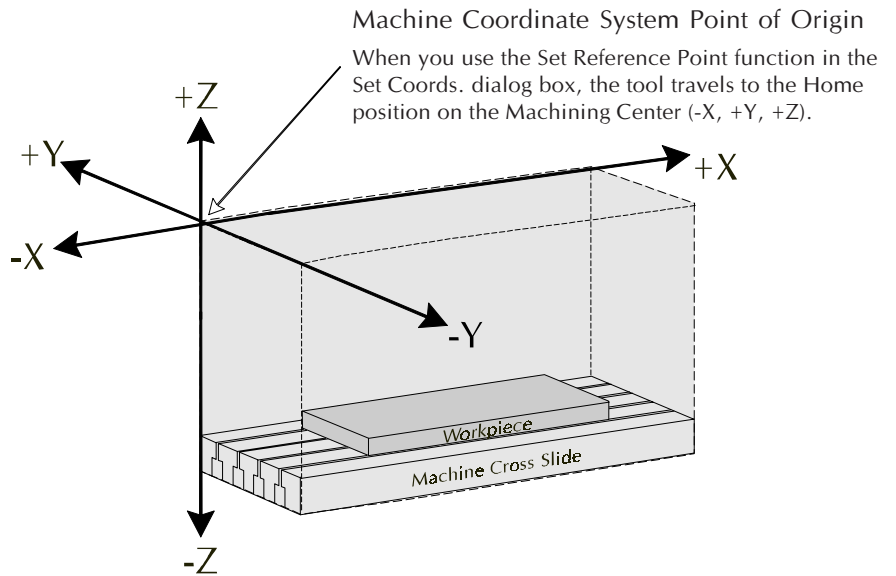 Machine Coordinate System Point of Origin
When you use the Set Reference Point function in the
Set Coords. dialog box, the tool travels to the Home
position on the Machining Center (-X, +Y, +Z).
+Z
+Y
+X
-X
-Y
Workpiece
Machine Cross Slide
-Z